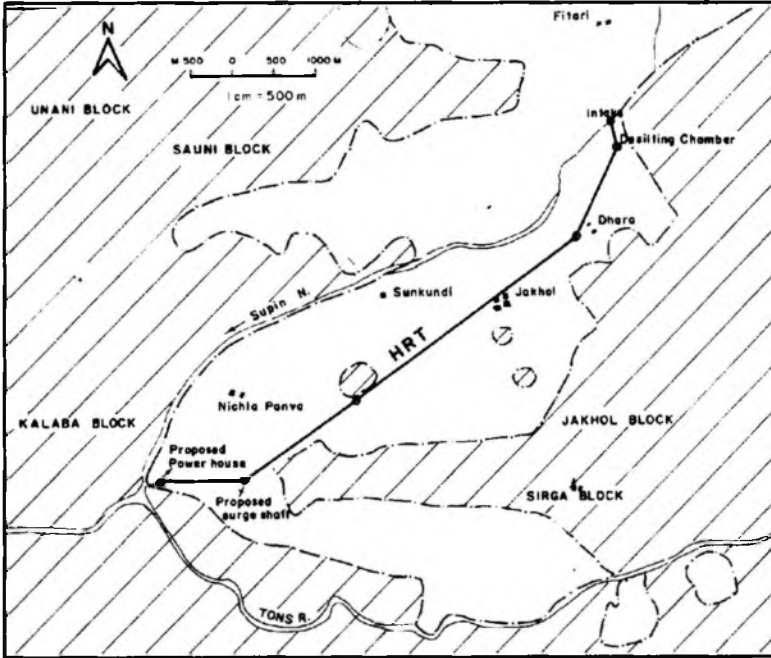 Fitari
N
M 500 0 1000 M
1 cm = 500 m
UNANI BLOCK
Intake
Desilting Chamber
SAUNI BLOCK
Dhara
Sunkundi
Jakhol
Supin N.
HRT
Nichla Panva
KALABA BLOCK
JAKHOL BLOCK
Proposed
Power house
Proposed
surge shaft
SIRGA BLOCK
TONS R.